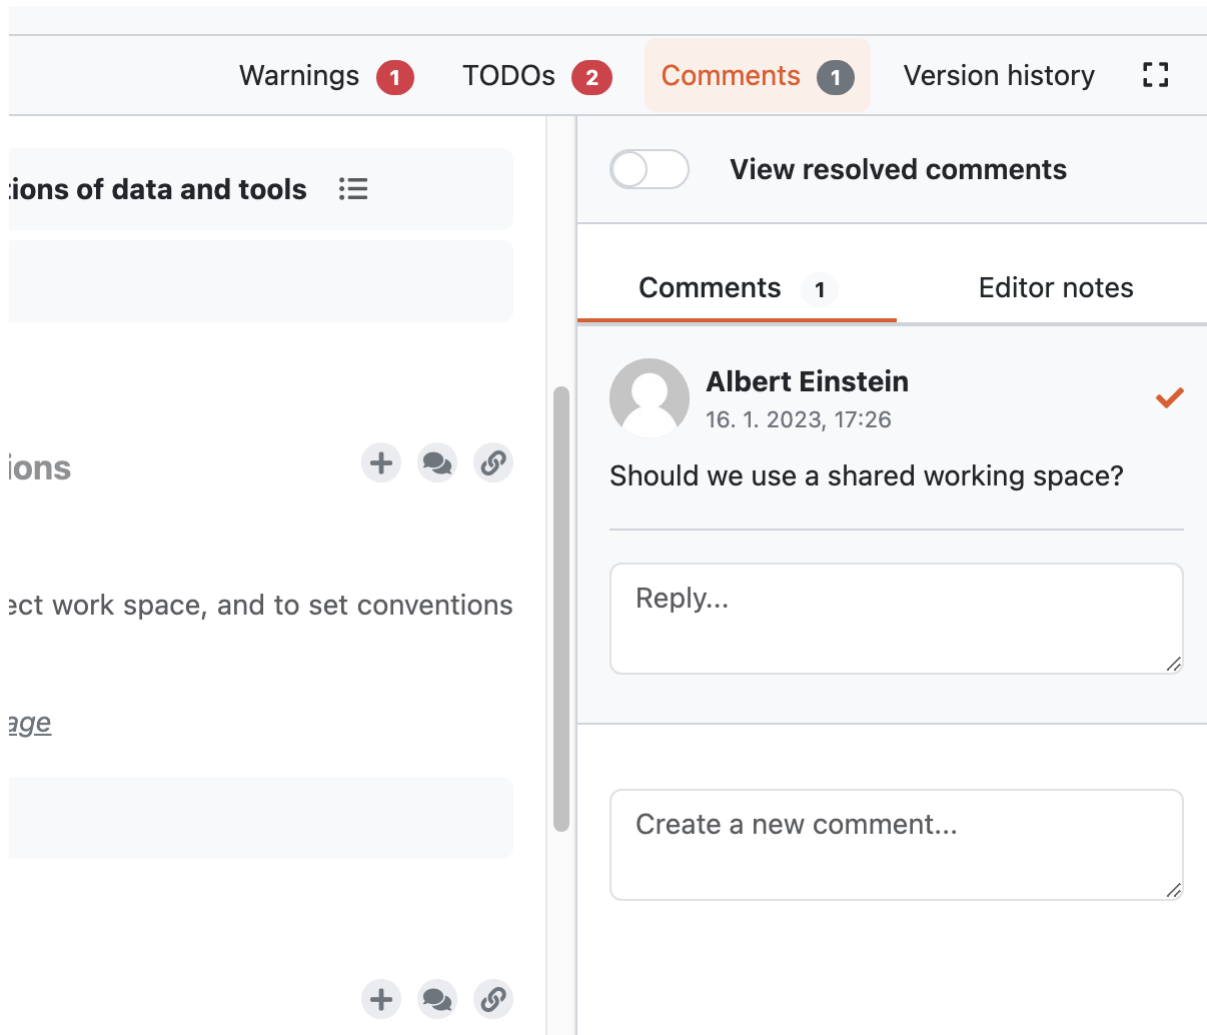 Warnings 1 TODOs 2 Comments 1 Version history
tions of data and tools
View resolved comments
Comments 1 Editor notes
Albert Einstein
16. 1. 2023, 17:26
ions
Should we use a shared working space?
ect work space, and to set conventions
Reply...
age
Create a new comment...